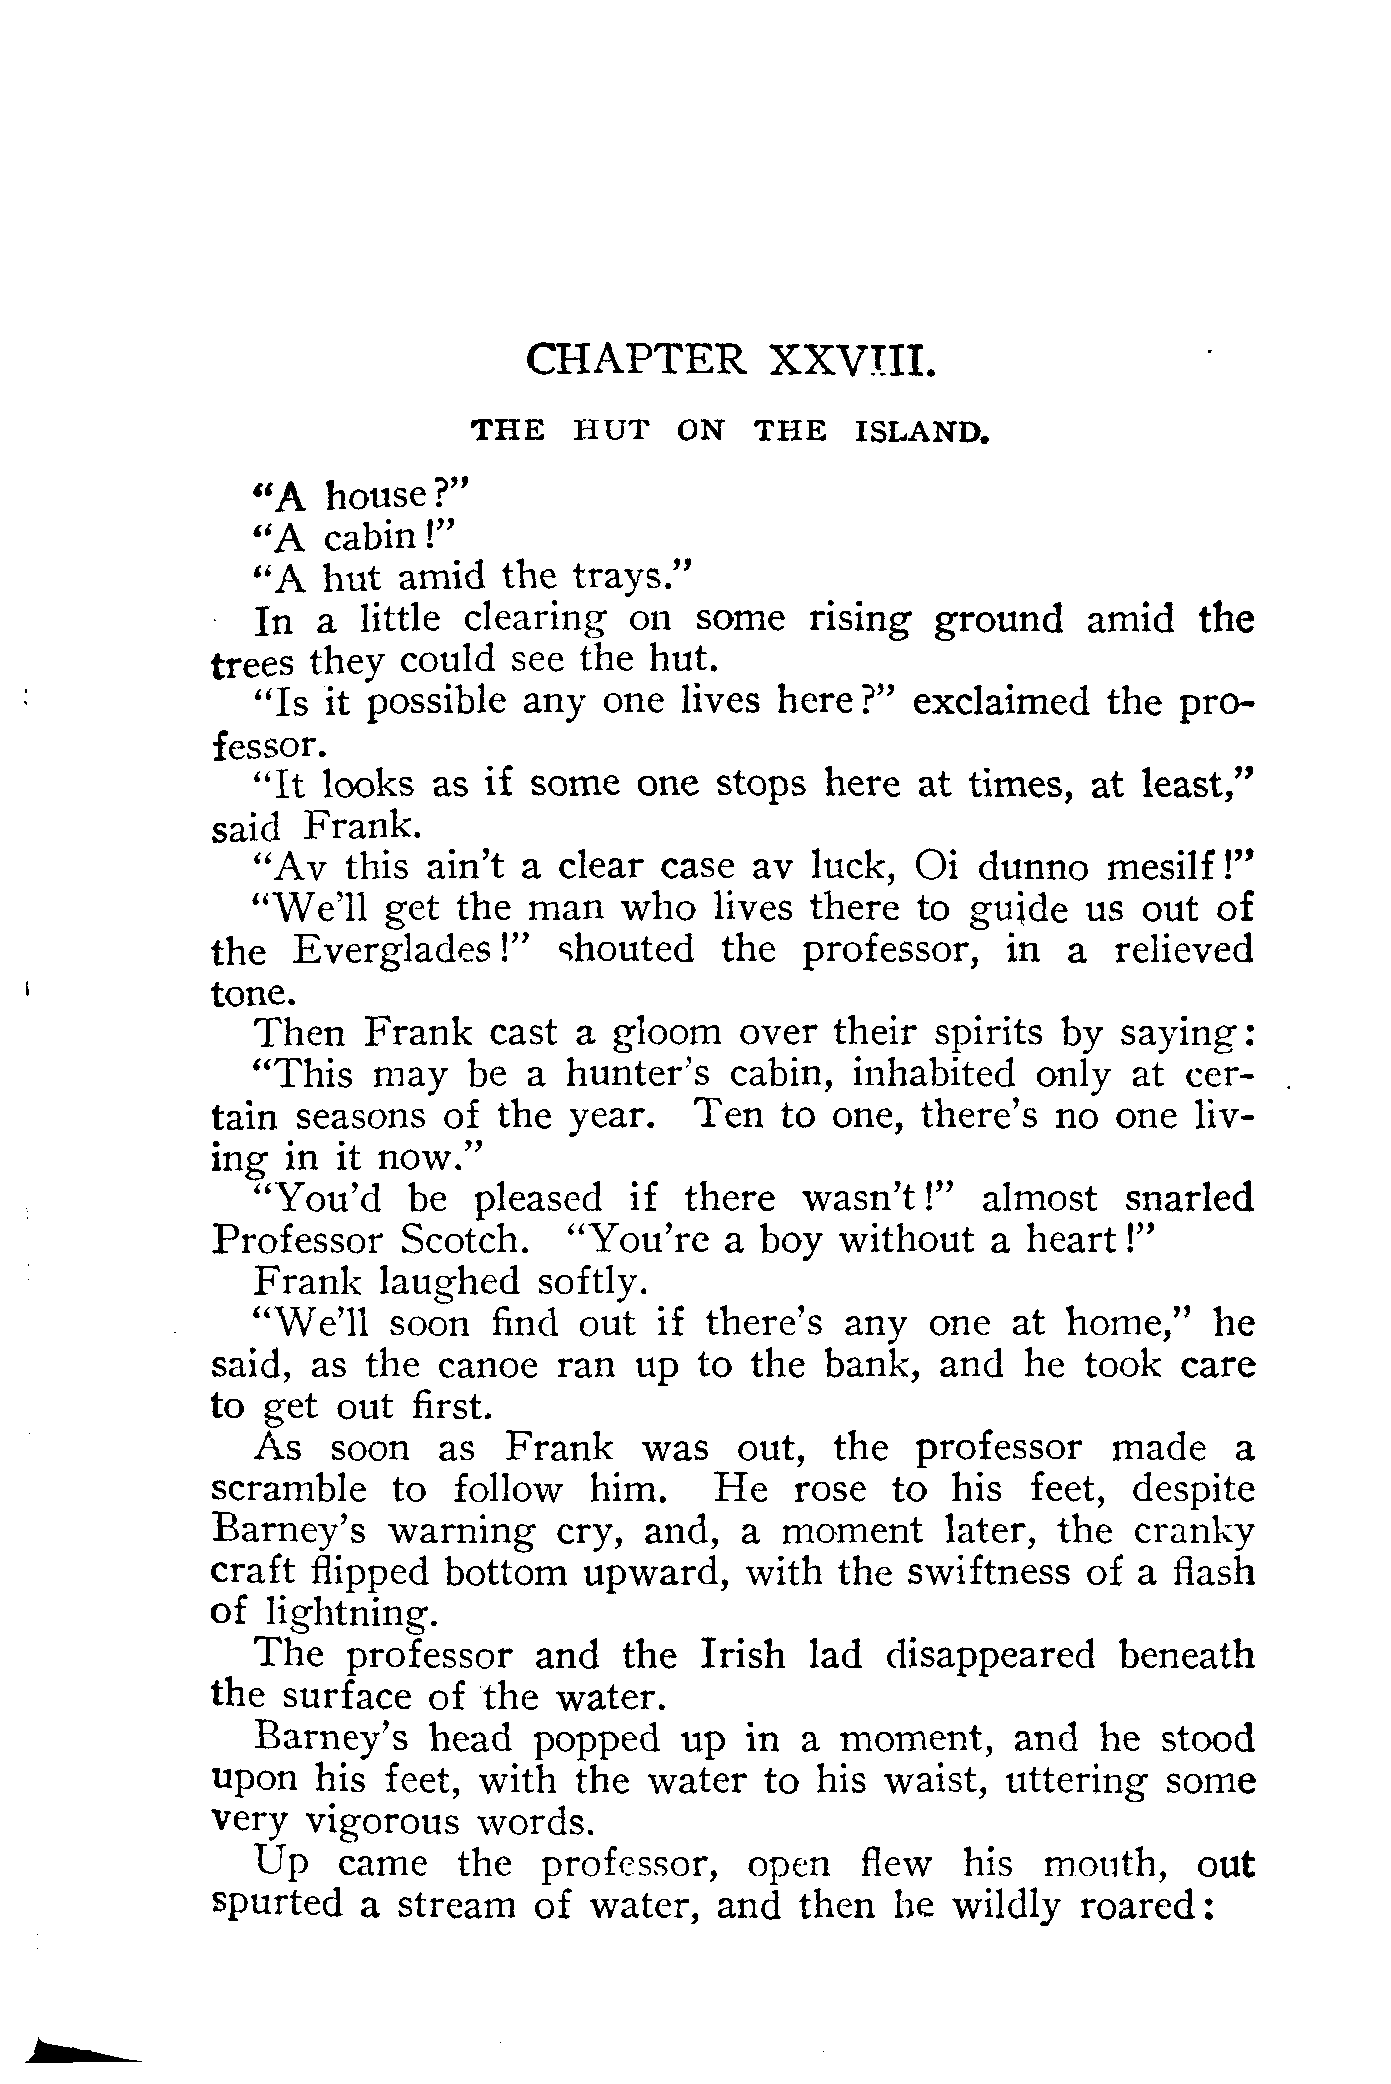 CHAPTER XXVIII.
THE HUT ON THE ISLAND.
"A house?"
"A cabin!"
"A hut amid the trays."
In a little clearing on some rising ground amid the
trees they could see the hut.
"Is it possible any one lives here?" exclaimed the pro-
fessor.
"It looks as if some one stops here at times, at least,"
said Frank.
"Av this ain't a clear case av luck, Oi dunno mesilf!"
"We'll get the man who lives there to guide us out of
the Everglades!" shouted the professor, in a relieved
tone.
Then Frank cast a gloom over their spirits by saying:
"This may be a hunter's cabin, inhabited only at cer-
tain seasons of the year. Ten to one, there's no one liv-
ing in it now."
"You'd be pleased if there wasn't!" almost snarled
Professor Scotch. "You're a boy without a heart!"
Frank laughed softly.
"We'll soon find out if there's any one at home," he
said, as the canoe ran up to the bank, and he took care
to get out first.
As soon as Frank was out, the professor made a
scramble to follow him. He rose to his feet, despite
Barney's warning cry, and, a moment later, the cranky
craft flipped bottom upward, with the swiftness of a flash
of lightning.
The professor and the Irish lad disappeared beneath
the surface of the water.
Barney's head popped up in a moment, and he stood
upon his feet, with the water to his waist, uttering some
very vigorous words.
Up came the professor, open flew his mouth, out
spurted a stream of water, and then he wildly roared: